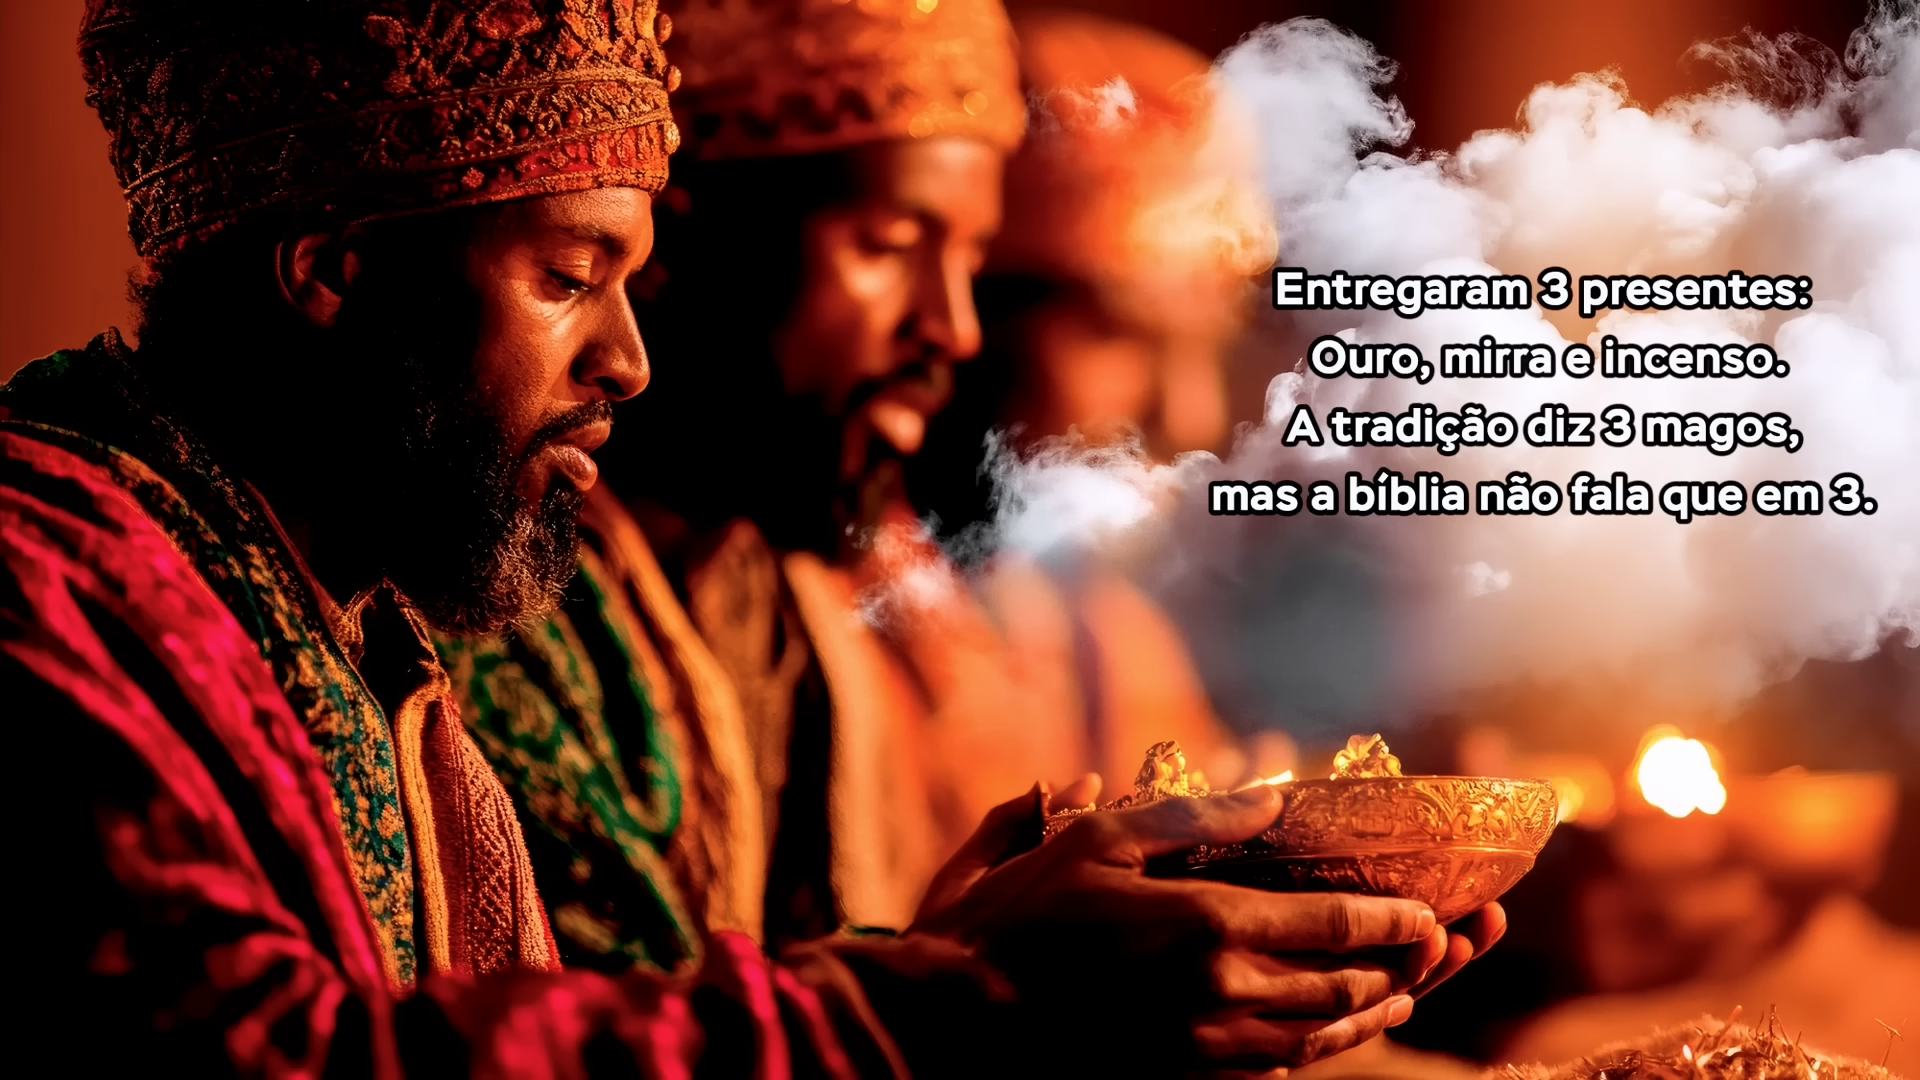 Entregaram 3 presentes:
Ouro, mirra e incenso.
A tradição diz 3 magos,
mas a bíblia não fala que em 3.